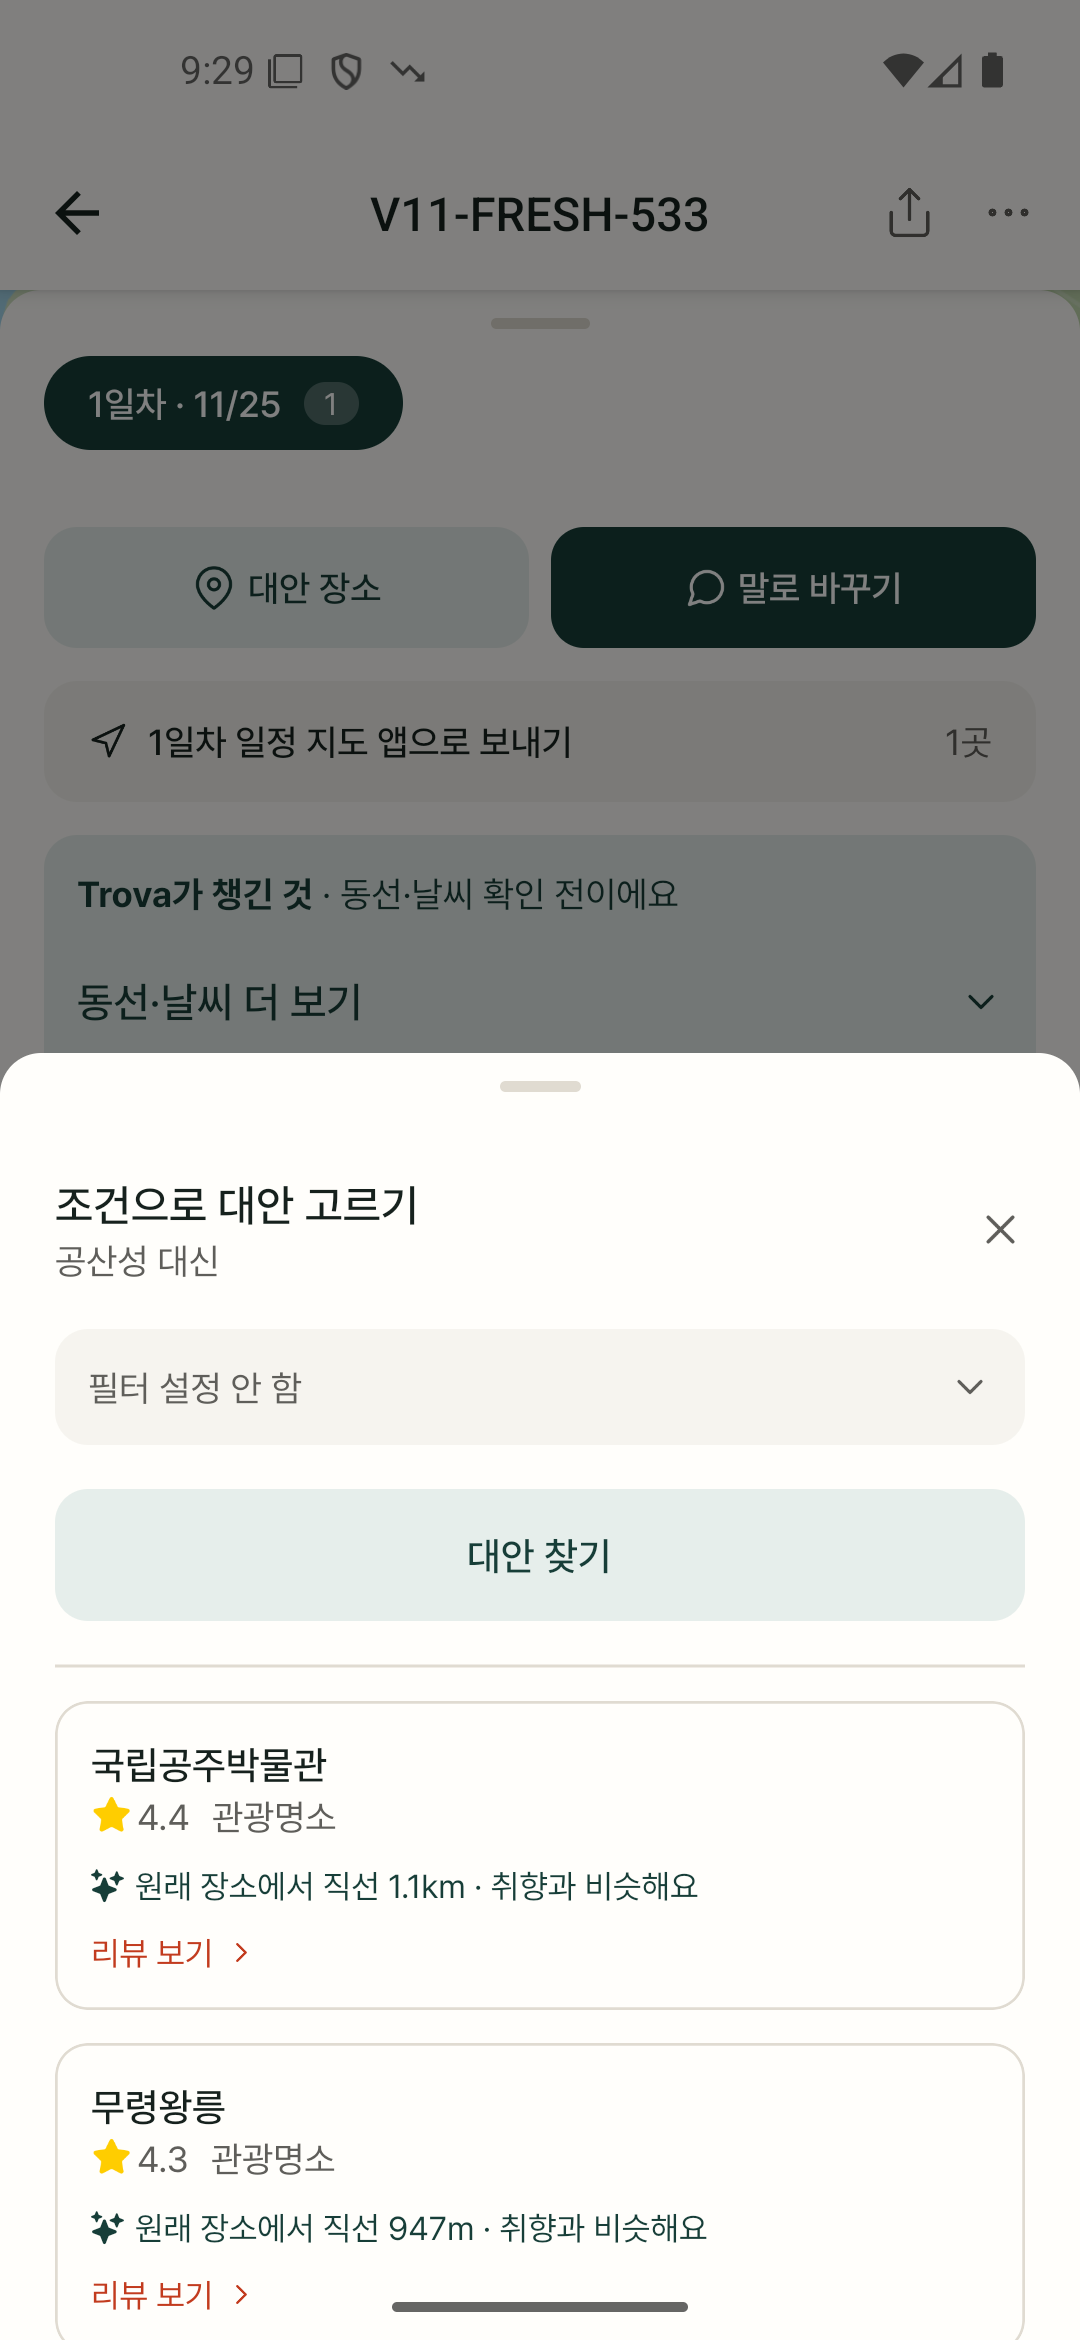 9:29
V11-FRESH-533
1일차 · 11/25 1
대안 장소
말로 바꾸기
1일차 일정 지도 앱으로 보내기 1곳
Trova가 챙긴 것 · 동선·날씨 확인 전이에요
동선·날씨 더 보기
조건으로 대안 고르기
공산성 대신
필터 설정 안 함
대안 찾기
국립공주박물관
4.4 관광명소
원래 장소에서 직선 1.1km · 취향과 비슷해요
리뷰 보기
무령왕릉
4.3 관광명소
원래 장소에서 직선 947m · 취향과 비슷해요
리뷰 보기